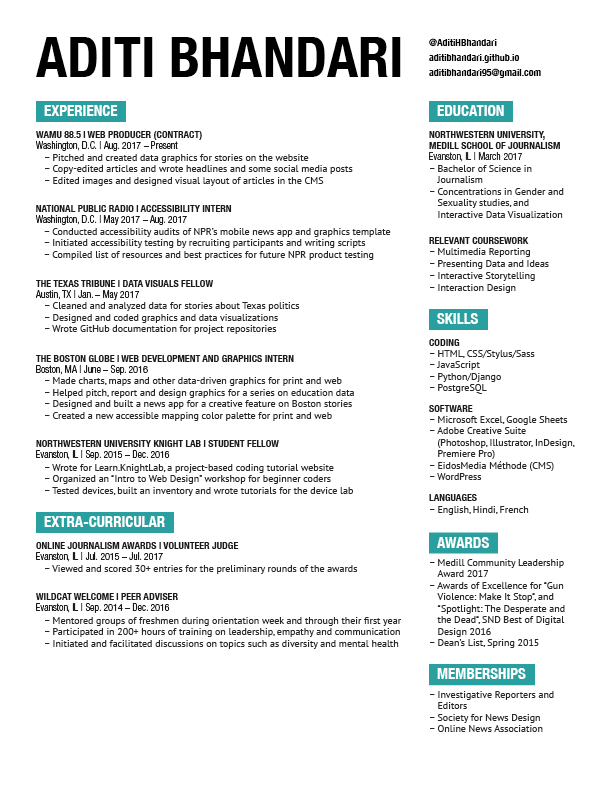 ADITI BHANDARI
@AditiHBhandari
aditibhandari.github.io
aditibhandari95@gmail.com
EXPERIENCE
WAMU 88.5 | WEB PRODUCER (CONTRACT)
Washington, D.C. | Aug. 2017 – Present
– Pitched and created data graphics for stories on the website
– Copy-edited articles and wrote headlines and some social media posts
– Edited images and designed visual layout of articles in the CMS
NATIONAL PUBLIC RADIO | ACCESSIBILITY INTERN
Washington, D.C. | May 2017 – Aug. 2017
– Conducted accessibility audits of NPR's mobile news app and graphics template
– Initiated accessibility testing by recruiting participants and writing scripts
– Compiled list of resources and best practices for future NPR product testing
THE TEXAS TRIBUNE | DATA VISUALS FELLOW
Austin, TX | Jan. – May 2017
– Cleaned and analyzed data for stories about Texas politics
– Designed and coded graphics and data visualizations
– Wrote GitHub documentation for project repositories
THE BOSTON GLOBE | WEB DEVELOPMENT AND GRAPHICS INTERN
Boston, MA | June – Sep. 2016
– Made charts, maps and other data-driven graphics for print and web
– Helped pitch, report and design graphics for a series on education data
– Designed and built a news app for a creative feature on Boston stories
– Created a new accessible mapping color palette for print and web
NORTHWESTERN UNIVERSITY KNIGHT LAB | STUDENT FELLOW
Evanston, IL | Sep. 2015 – Dec. 2016
– Wrote for Learn.KnightLab, a project-based coding tutorial website
– Organized an "Intro to Web Design" workshop for beginner coders
– Tested devices, built an inventory and wrote tutorials for the device lab
EXTRA-CURRICULAR
ONLINE JOURNALISM AWARDS | VOLUNTEER JUDGE
Evanston, IL | Jul. 2015 – Jul. 2017
– Viewed and scored 30+ entries for the preliminary rounds of the awards
WILDCAT WELCOME | PEER ADVISER
Evanston, IL | Sep. 2014 – Dec. 2016
– Mentored groups of freshmen during orientation week and through their first year
– Participated in 200+ hours of training on leadership, empathy and communication
– Initiated and facilitated discussions on topics such as diversity and mental health
EDUCATION
NORTHWESTERN UNIVERSITY,
MEDILL SCHOOL OF JOURNALISM
Evanston, IL | March 2017
– Bachelor of Science in
Journalism
– Concentrations in Gender and
Sexuality studies, and
Interactive Data Visualization
RELEVANT COURSEWORK
– Multimedia Reporting
– Presenting Data and Ideas
– Interactive Storytelling
– Interaction Design
SKILLS
CODING
– HTML, CSS/Stylus/Sass
– JavaScript
– Python/Django
– PostgreSQL
SOFTWARE
– Microsoft Excel, Google Sheets
– Adobe Creative Suite
(Photoshop, Illustrator, InDesign,
Premiere Pro)
– EidosMedia Méthode (CMS)
– WordPress
LANGUAGES
– English, Hindi, French
AWARDS
– Medill Community Leadership
Award 2017
– Awards of Excellence for "Gun
Violence: Make It Stop", and
"Spotlight: The Desperate and
the Dead", SND Best of Digital
Design 2016
– Dean's List, Spring 2015
MEMBERSHIPS
– Investigative Reporters and
Editors
– Society for News Design
– Online News Association